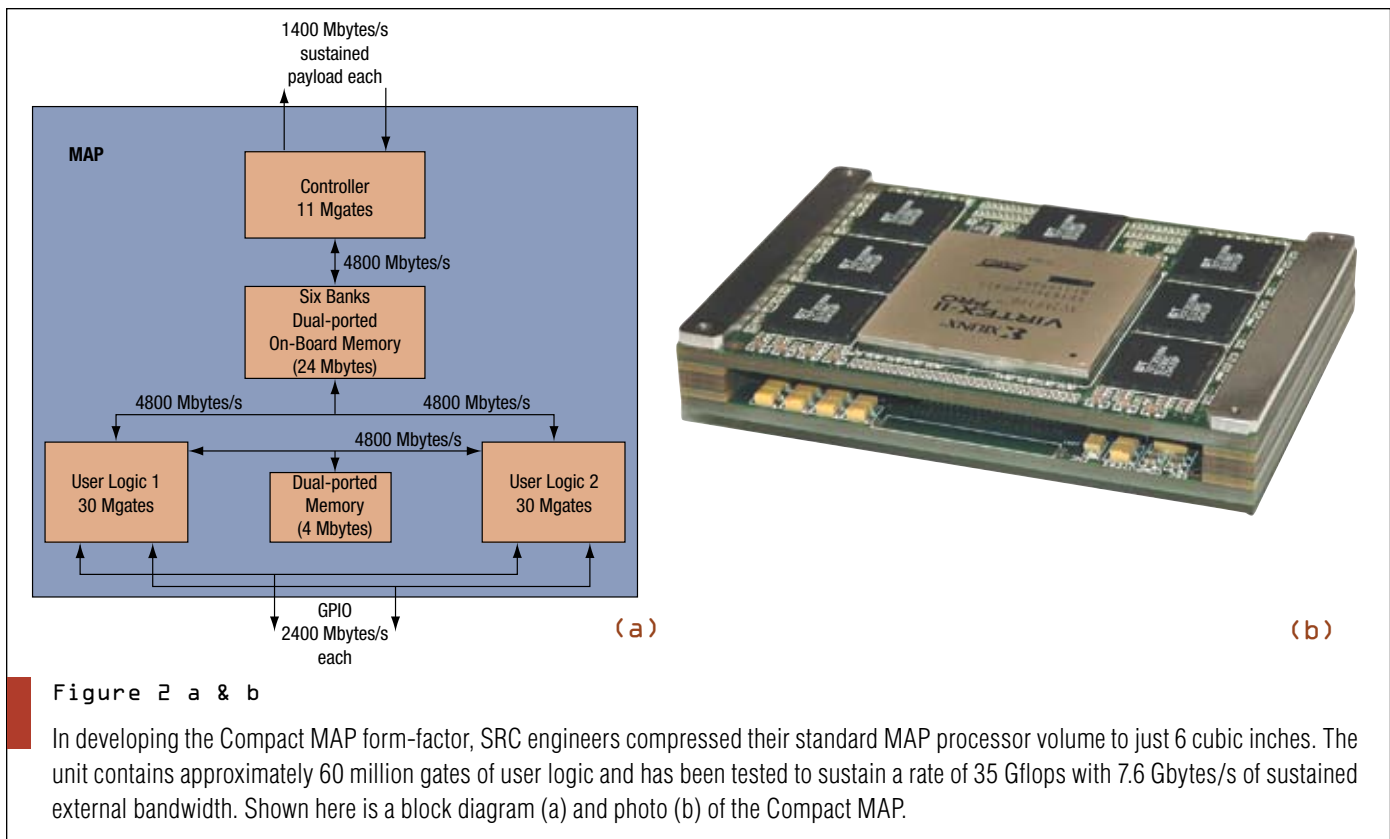 1400 Mbytes/s
sustained
payload each
MAP
Controller
11 Mgates
4800 Mbytes/s
Six Banks
Dual-ported
On-Board Memory
(24 Mbytes)
4800 Mbytes/s
4800 Mbytes/s
4800 Mbytes/s
User Logic 1
30 Mgates
Dual-ported
Memory
(4 Mbytes)
User Logic 2
30 Mgates
GPIO
2400 Mbytes/s
each
(a)
XILINX
VIRTEX-II
PRO
(b)
Figure 2 a & b
In developing the Compact MAP form-factor, SRC engineers compressed their standard MAP processor volume to just 6 cubic inches. The
unit contains approximately 60 million gates of user logic and has been tested to sustain a rate of 35 Gflops with 7.6 Gbytes/s of sustained
external bandwidth. Shown here is a block diagram (a) and photo (b) of the Compact MAP.